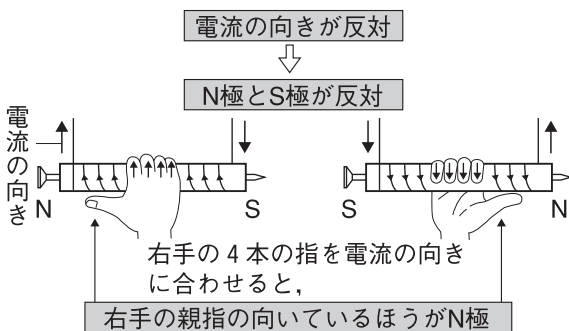 電流の向きが反対
N極とS極が反対
電流の向き
N
S
S
N
右手の4本の指を電流の向き
に合わせると,
右手の親指の向いているほうがN極